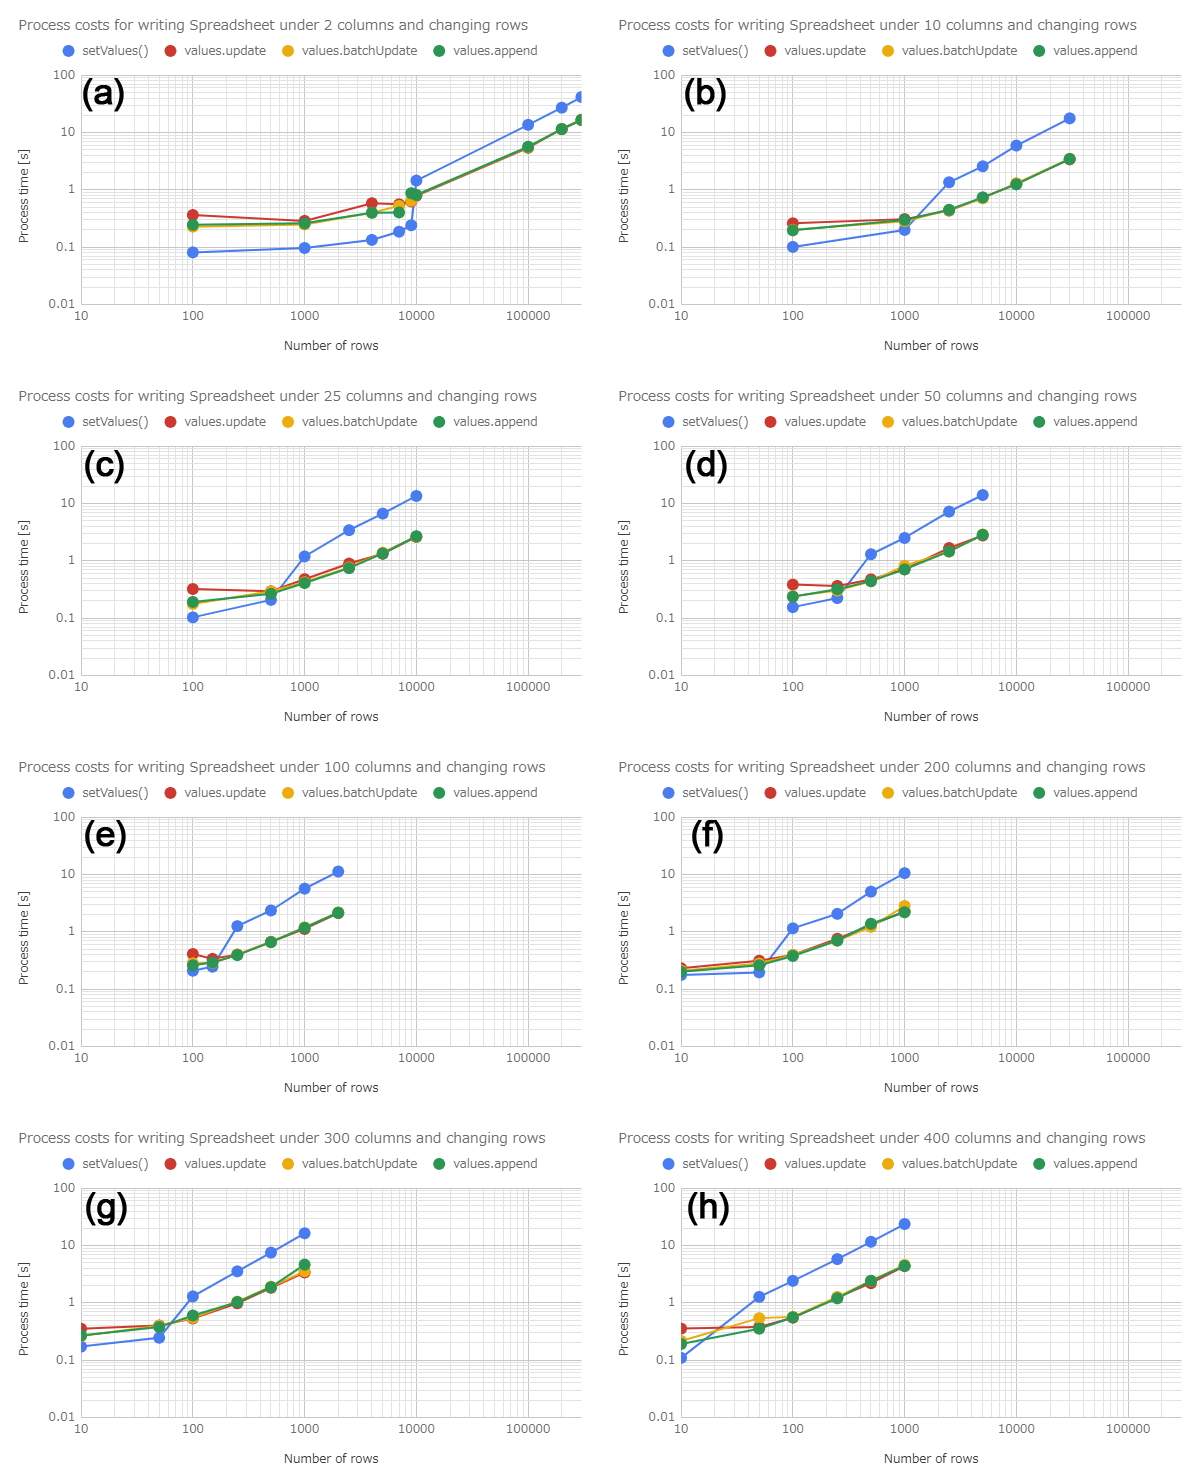 Process costs for writing Spreadsheet under 2 columns and changing rows
setValues() values.update values.batchUpdate values.append
(a)
100
10
1
0.1
0.01
Process time [s]
10 100 1000 10000 100000
Number of rows
Process costs for writing Spreadsheet under 10 columns and changing rows
setValues() values.update values.batchUpdate values.append
(b)
100
10
1
0.1
0.01
Process time [s]
10 100 1000 10000 100000
Number of rows
Process costs for writing Spreadsheet under 25 columns and changing rows
setValues() values.update values.batchUpdate values.append
(c)
100
10
1
0.1
0.01
Process time [s]
10 100 1000 10000 100000
Number of rows
Process costs for writing Spreadsheet under 50 columns and changing rows
setValues() values.update values.batchUpdate values.append
(d)
100
10
1
0.1
0.01
Process time [s]
10 100 1000 10000 100000
Number of rows
Process costs for writing Spreadsheet under 100 columns and changing rows
setValues() values.update values.batchUpdate values.append
(e)
100
10
1
0.1
0.01
Process time [s]
10 100 1000 10000 100000
Number of rows
Process costs for writing Spreadsheet under 200 columns and changing rows
setValues() values.update values.batchUpdate values.append
(f)
100
10
1
0.1
0.01
Process time [s]
10 100 1000 10000 100000
Number of rows
Process costs for writing Spreadsheet under 300 columns and changing rows
setValues() values.update values.batchUpdate values.append
(g)
100
10
1
0.1
0.01
Process time [s]
10 100 1000 10000 100000
Number of rows
Process costs for writing Spreadsheet under 400 columns and changing rows
setValues() values.update values.batchUpdate values.append
(h)
100
10
1
0.1
0.01
Process time [s]
10 100 1000 10000 100000
Number of rows